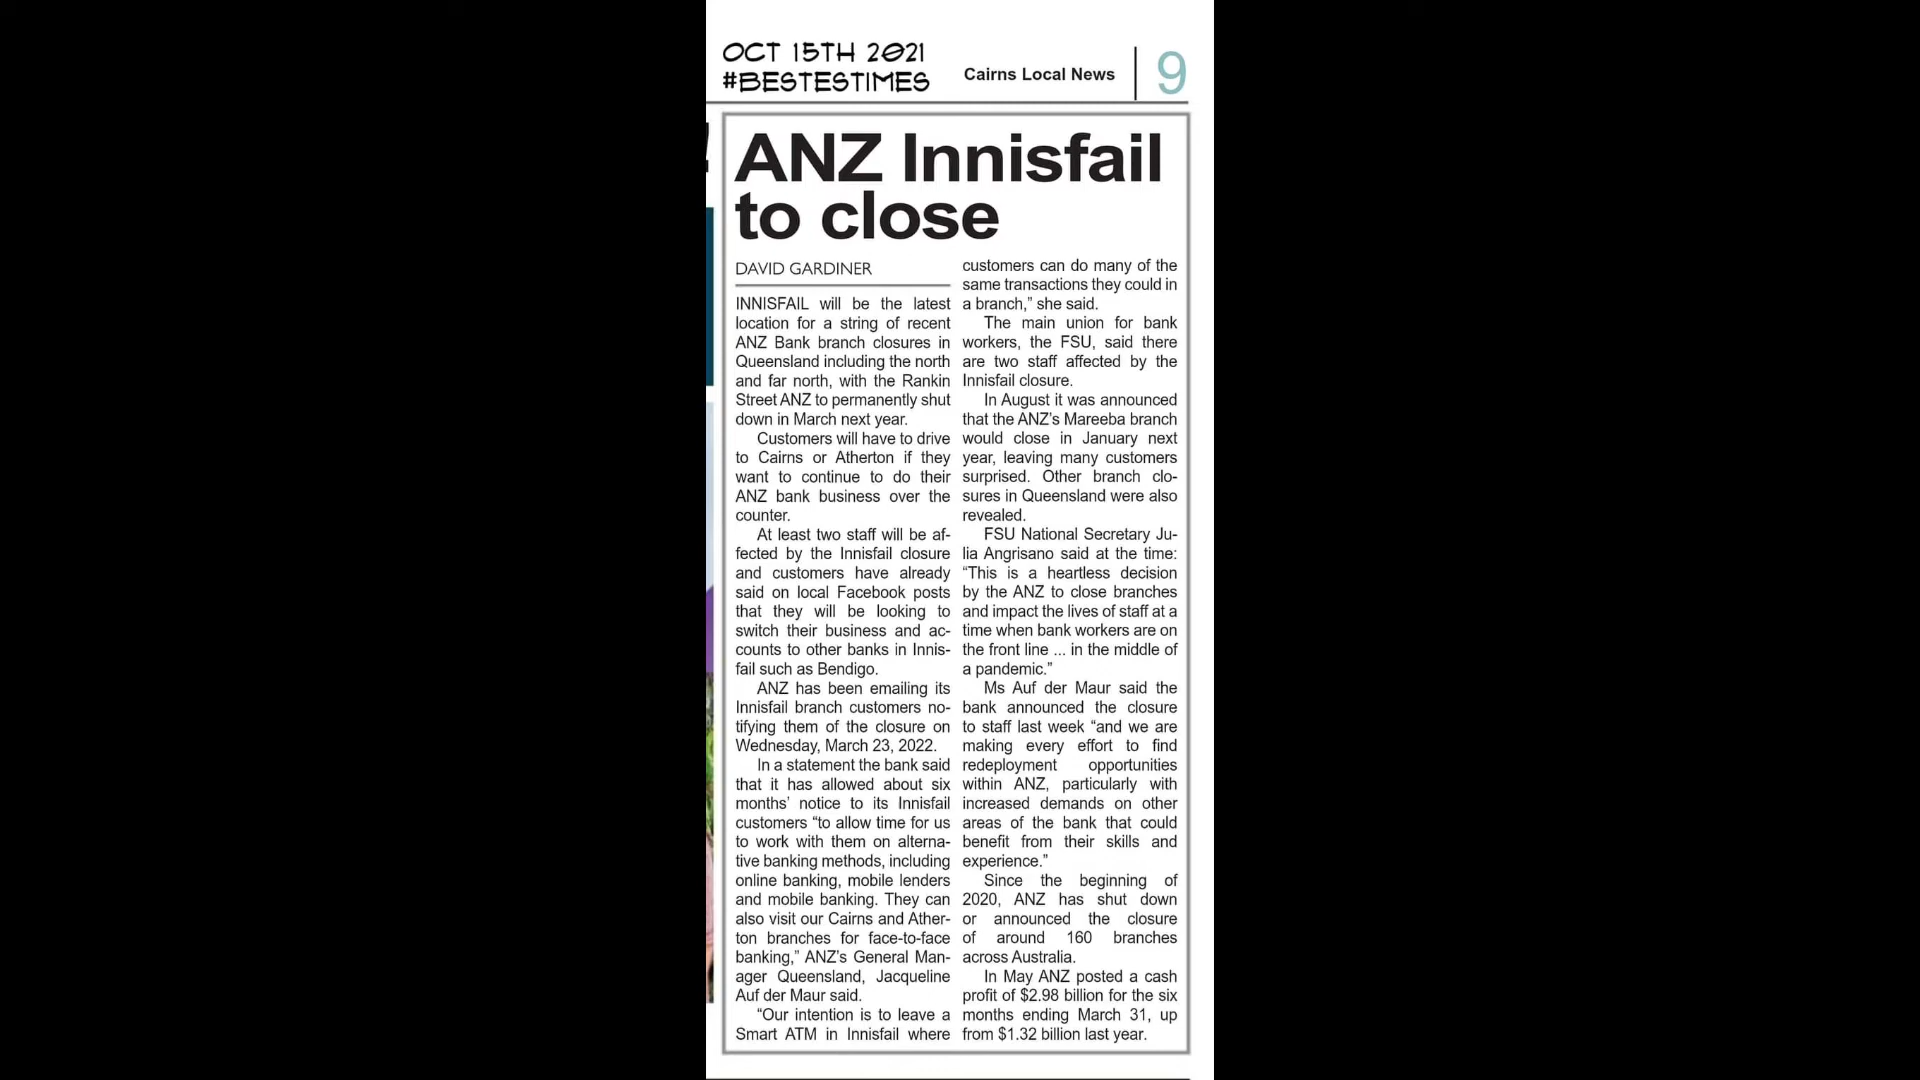 OCT 15TH 2021
#BESTESTIMES
Cairns Local News
9
ANZ Innisfail
to close
DAVID GARDINER
INNISFAIL will be the latest
location for a string of recent
ANZ Bank branch closures in
Queensland including the north
and far north, with the Rankin
Street ANZ to permanently shut
down in March next year.
Customers will have to drive
to Cairns or Atherton if they
want to continue to do their
ANZ bank business over the
counter.
At least two staff will be af-
fected by the Innisfail closure
and customers have already
said on local Facebook posts
that they will be looking to
switch their business and ac-
counts to other banks in Innis-
fail such as Bendigo.
ANZ has been emailing its
Innisfail branch customers no-
tifying them of the closure on
Wednesday, March 23, 2022.
In a statement the bank said
that it has allowed about six
months’ notice to its Innisfail
customers “to allow time for us
to work with them on alterna-
tive banking methods, including
online banking, mobile lenders
and mobile banking. They can
also visit our Cairns and Ather-
ton branches for face-to-face
banking,” ANZ’s General Man-
ager Queensland, Jacqueline
Auf der Maur said.
“Our intention is to leave a
Smart ATM in Innisfail where
customers can do many of the
same transactions they could in
a branch,” she said.
The main union for bank
workers, the FSU, said there
are two staff affected by the
Innisfail closure.
In August it was announced
that the ANZ’s Mareeba branch
would close in January next
year, leaving many customers
surprised. Other branch clo-
sures in Queensland were also
revealed.
FSU National Secretary Ju-
lia Angrisano said at the time:
“This is a heartless decision
by the ANZ to close branches
and impact the lives of staff at a
time when bank workers are on
the front line ... in the middle of
a pandemic.”
Ms Auf der Maur said the
bank announced the closure
to staff last week “and we are
making every effort to find
redeployment opportunities
within ANZ, particularly with
increased demands on other
areas of the bank that could
benefit from their skills and
experience.”
Since the beginning of
2020, ANZ has shut down
or announced the closure
of around 160 branches
across Australia.
In May ANZ posted a cash
profit of $2.98 billion for the six
months ending March 31, up
from $1.32 billion last year.